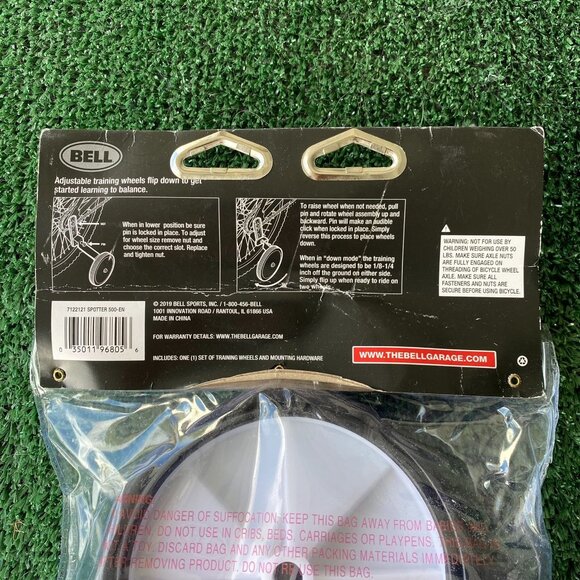 BELL
Adjustable training wheels flip down to get
started learning to balance.
When in lower position be sure
pin is locked in place. To adjust
for wheel size remove nut and
choose the correct slot. Replace
and tighten nut.
To raise wheel when not needed, pull
pin and rotate wheel assembly up and
backward. Pin will make an audible
click when locked in place. Simply
reverse this process to place wheels
down.
When in "down mode" the training
wheels are designed to be 1/8-1/4
inch off the ground on either side.
Simply flip up when ready to ride on
two wheels.
WARNING: NOT FOR USE BY
CHILDREN WEIGHING OVER 50
LBS. MAKE SURE AXLE NUTS
ARE FULLY ENGAGED ON
THREADING OF BICYCLE WHEEL
AXLE. MAKE SURE ALL
FASTENERS AND NUTS ARE
SECURE BEFORE USING BICYCLE.
7122121 SPOTTER 500-EN
0 35011 96805 6
© 2019 BELL SPORTS, INC. / 1-800-456-BELL
1001 INNOVATION ROAD / RANTOUL, IL 61866 USA
MADE IN CHINA
FOR WARRANTY DETAILS: WWW.THEBELLGARAGE.COM
INCLUDES: ONE (1) SET OF TRAINING WHEELS AND MOUNTING HARDWARE
WWW.THEBELLGARAGE.COM
WARNING:
DANGER OF SUFFOCATION. KEEP THIS BAG AWAY FROM
DO NOT USE IN CRIBS, BEDS, CARRIAGES OR PLAYPENS. THIS
TOY. DISCARD BAG AND ANY OTHER PACKING MATERIALS IMMEDIATELY
AFTER REMOVING PRODUCT. DO NOT REUSE THIS BAG.